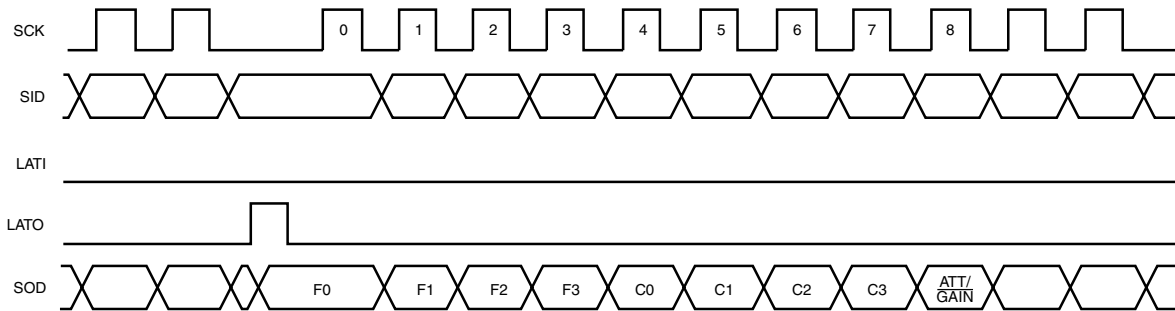 SCK 0 1 2 3 4 5 6 7 8
SID
LATI
LATO
SOD F0 F1 F2 F3 C0 C1 C2 C3 ATT/
GAIN